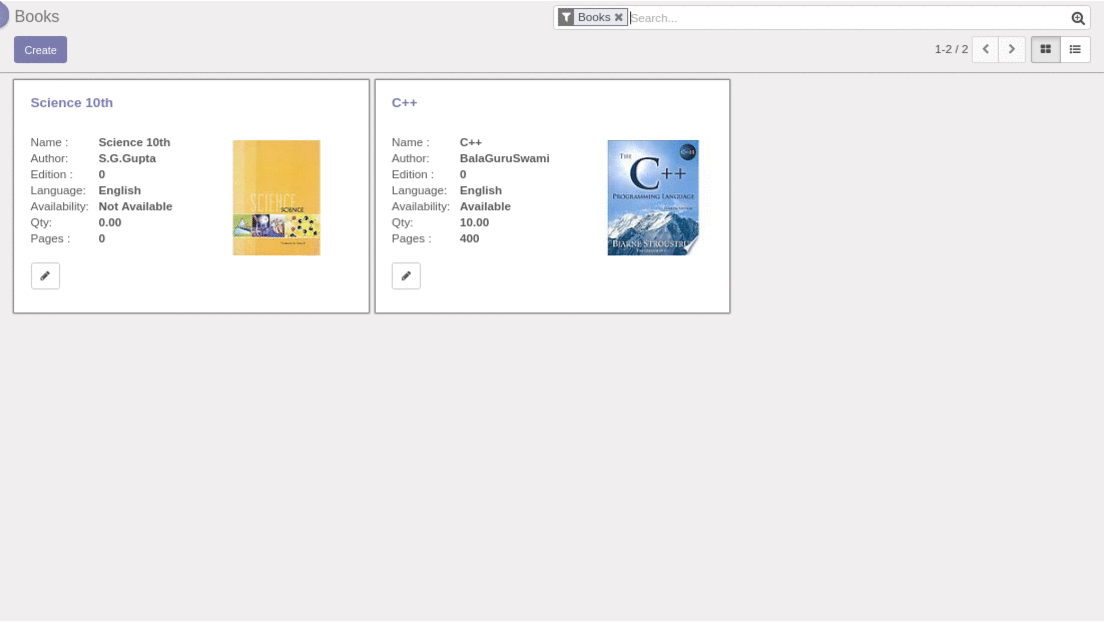 Books
Books Search...
Create
1-2 / 2
Science 10th
Name : Science 10th
Author: S.G.Gupta
Edition : 0
Language: English
Availability: Not Available
Qty: 0.00
Pages : 0
SCIENCE
SCIENCE
C++
Name : C++
Author: BalaGuruSwami
Edition : 0
Language: English
Availability: Available
Qty: 10.00
Pages : 400
THE
C++
PROGRAMMING LANGUAGE
BJARNE STROUSTRU